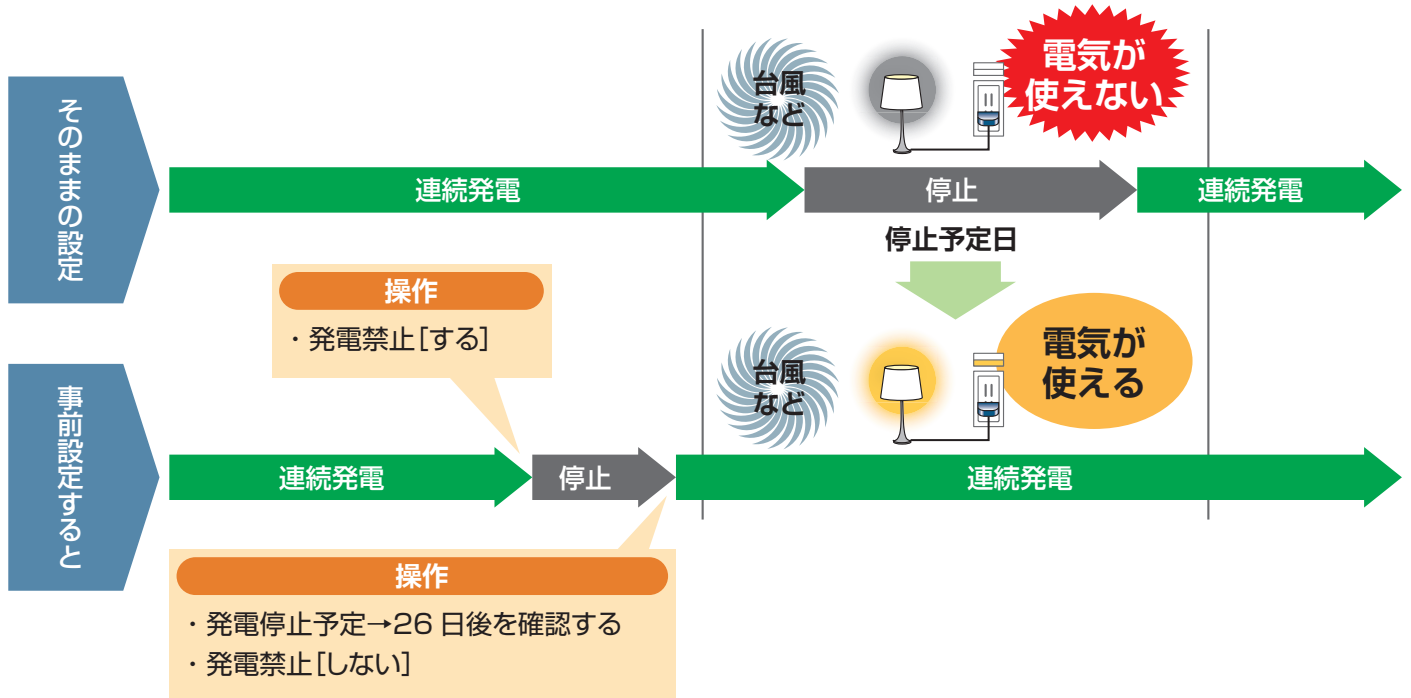 そのままの設定
台風
など
電気が
使えない
連続発電
停止
連続発電
停止予定日
操作
・発電禁止[する]
事前設定すると
台風
など
電気が
使える
連続発電
停止
連続発電
操作
・発電停止予定→26日後を確認する
・発電禁止[しない]